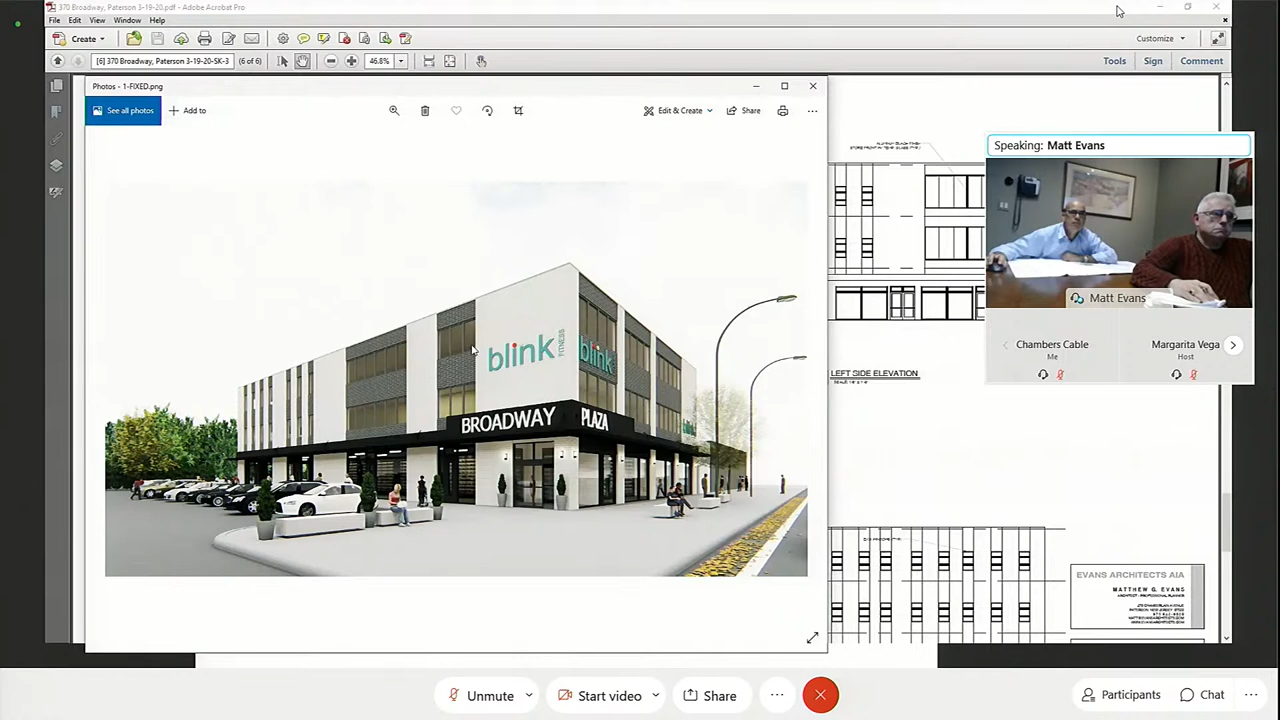 370 Broadway, Paterson 3-19-20.pdf - Adobe Acrobat Pro
File Edit View Window Help
Create Customize
[6] 370 Broadway, Paterson 3-19-20-SK-3 (6 of 6) 46.8% Tools Sign Comment
Photos - 1-FIXED.png
See all photos Add to Edit & Create Share
Speaking: Matt Evans
Matt Evans
Chambers Cable
Me
Margarita Vega
Host
blink FITNESS
blink
BROADWAY PLAZA
LEFT SIDE ELEVATION
EVANS ARCHITECTS AIA
MATTHEW G. EVANS
ARCHITECT - PROFESSIONAL PLANNER
Unmute Start video Share Participants Chat